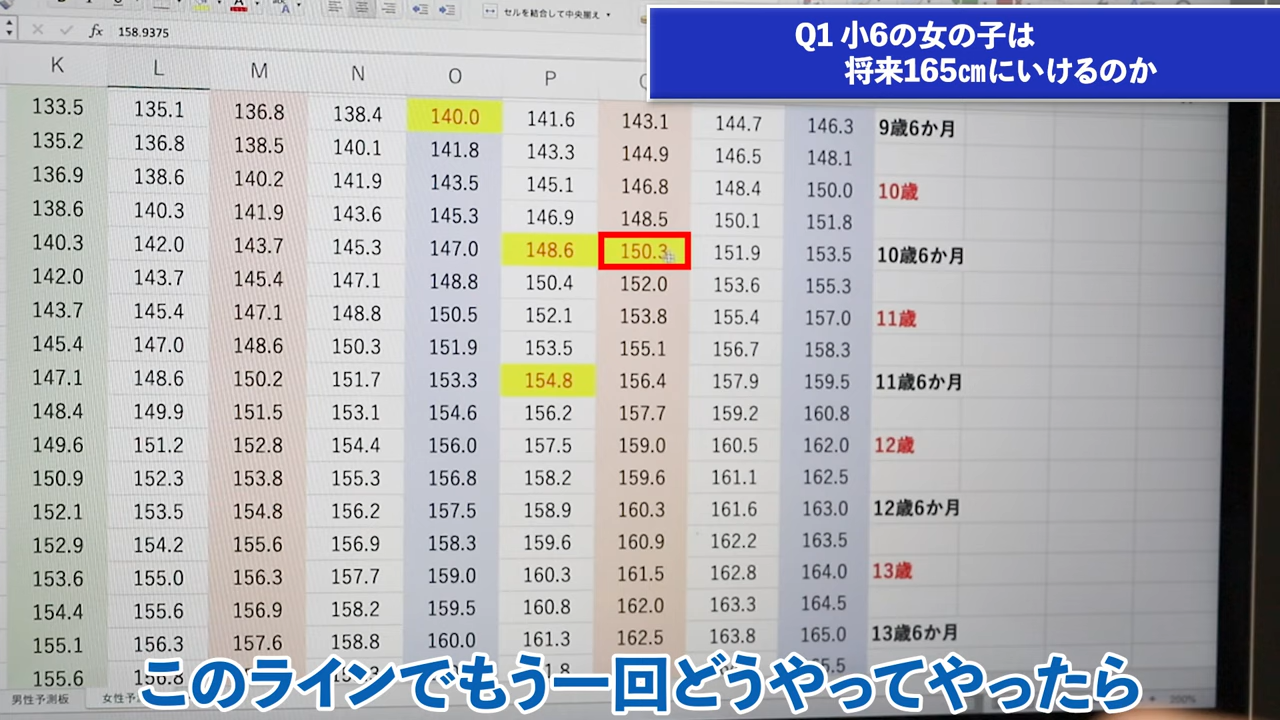 セルを結合して中央揃え
fx 158.9375
Q1 小6の女の子は
将来165㎝にいけるのか
K L M N O P
133.5 135.1 136.8 138.4 140.0 141.6 143.1 144.7 146.3 9歳6か月
135.2 136.8 138.5 140.1 141.8 143.3 144.9 146.5 148.1
136.9 138.6 140.2 141.9 143.5 145.1 146.8 148.4 150.0 10歳
138.6 140.3 141.9 143.6 145.3 146.9 148.5 150.1 151.8
140.3 142.0 143.7 145.3 147.0 148.6 150.3 151.9 153.5 10歳6か月
142.0 143.7 145.4 147.1 148.8 150.4 152.0 153.6 155.3
143.7 145.4 147.1 148.8 150.5 152.1 153.8 155.4 157.0 11歳
145.4 147.0 148.6 150.3 151.9 153.5 155.1 156.7 158.3
147.1 148.6 150.2 151.7 153.3 154.8 156.4 157.9 159.5 11歳6か月
148.4 149.9 151.5 153.1 154.6 156.2 157.7 159.2 160.8
149.6 151.2 152.8 154.4 156.0 157.5 159.0 160.5 162.0 12歳
150.9 152.3 153.8 155.3 156.8 158.2 159.6 161.1 162.5
152.1 153.5 154.8 156.2 157.5 158.9 160.3 161.6 163.0 12歳6か月
152.9 154.2 155.6 156.9 158.3 159.6 160.9 162.2 163.5
153.6 155.0 156.3 157.7 159.0 160.3 161.5 162.8 164.0 13歳
154.4 155.6 156.9 158.2 159.5 160.8 162.0 163.3 164.5
155.1 156.3 157.6 158.8 160.0 161.3 162.5 163.8 165.0 13歳6か月
155.6 156.8
男性予測板
このラインでもう一回どうやってやったら
200%